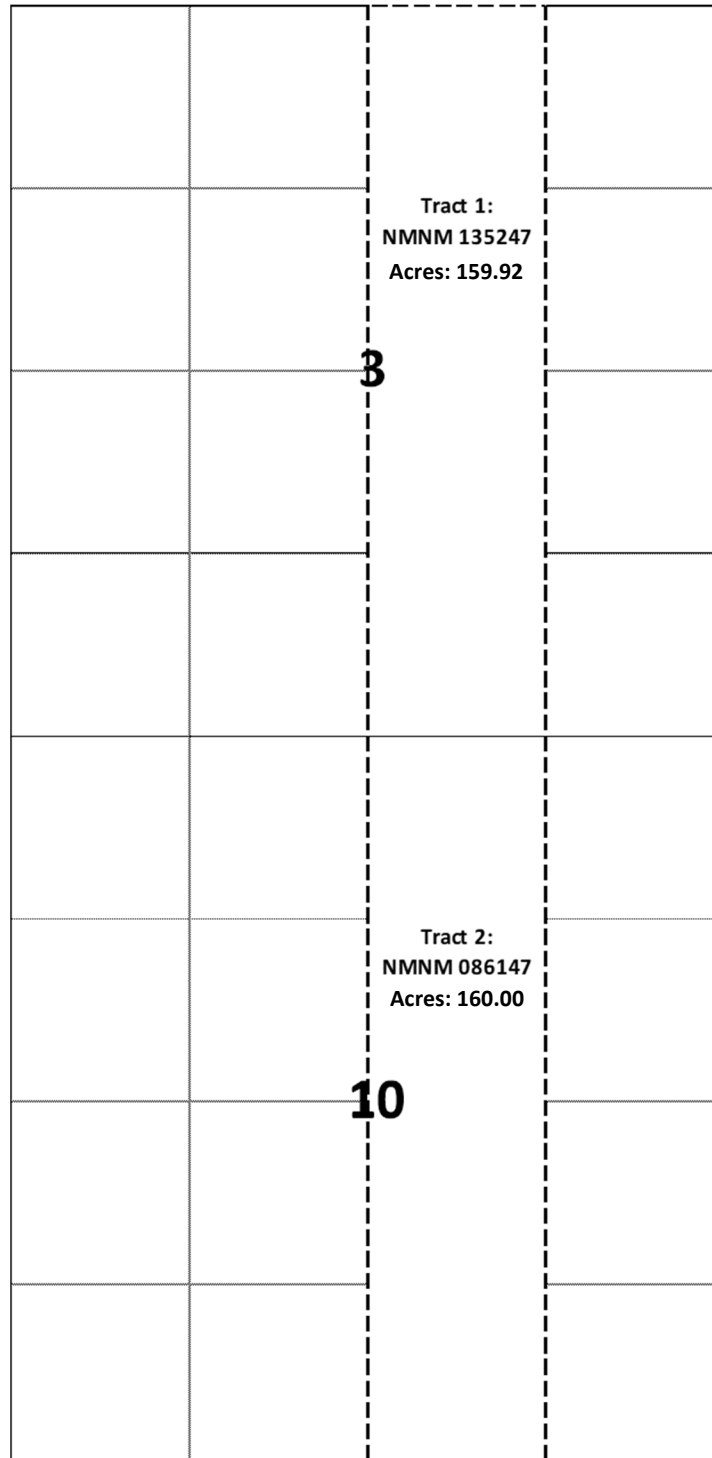 Tract 1:
NMNM 135247
Acres: 159.92
3
Tract 2:
NMNM 086147
Acres: 160.00
10